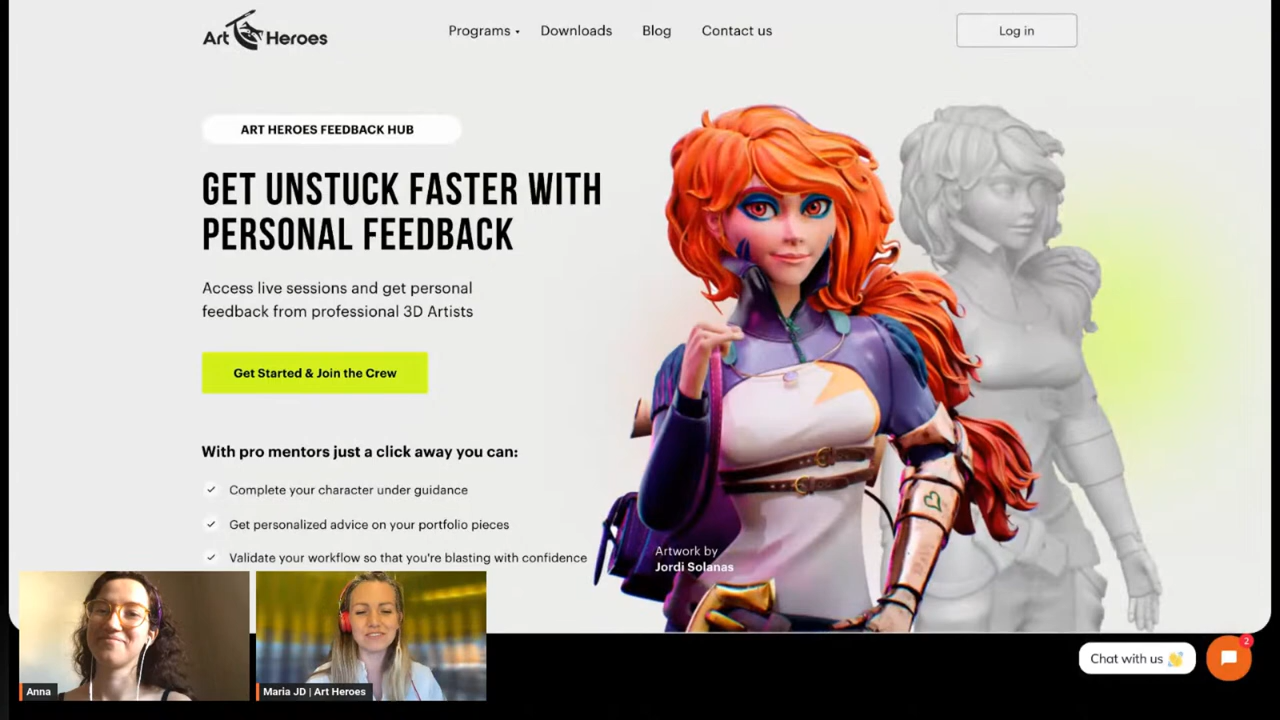 Art Heroes
Programs
Downloads
Blog
Contact us
Log in
ART HEROES FEEDBACK HUB
GET UNSTUCK FASTER WITH
PERSONAL FEEDBACK
Access live sessions and get personal
feedback from professional 3D Artists
Get Started & Join the Crew
With pro mentors just a click away you can:
Complete your character under guidance
Get personalized advice on your portfolio pieces
Validate your workflow so that you're blasting with confidence
Artwork by
Jordi Solanas
Anna
Maria JD | Art Heroes
Chat with us 👋
2